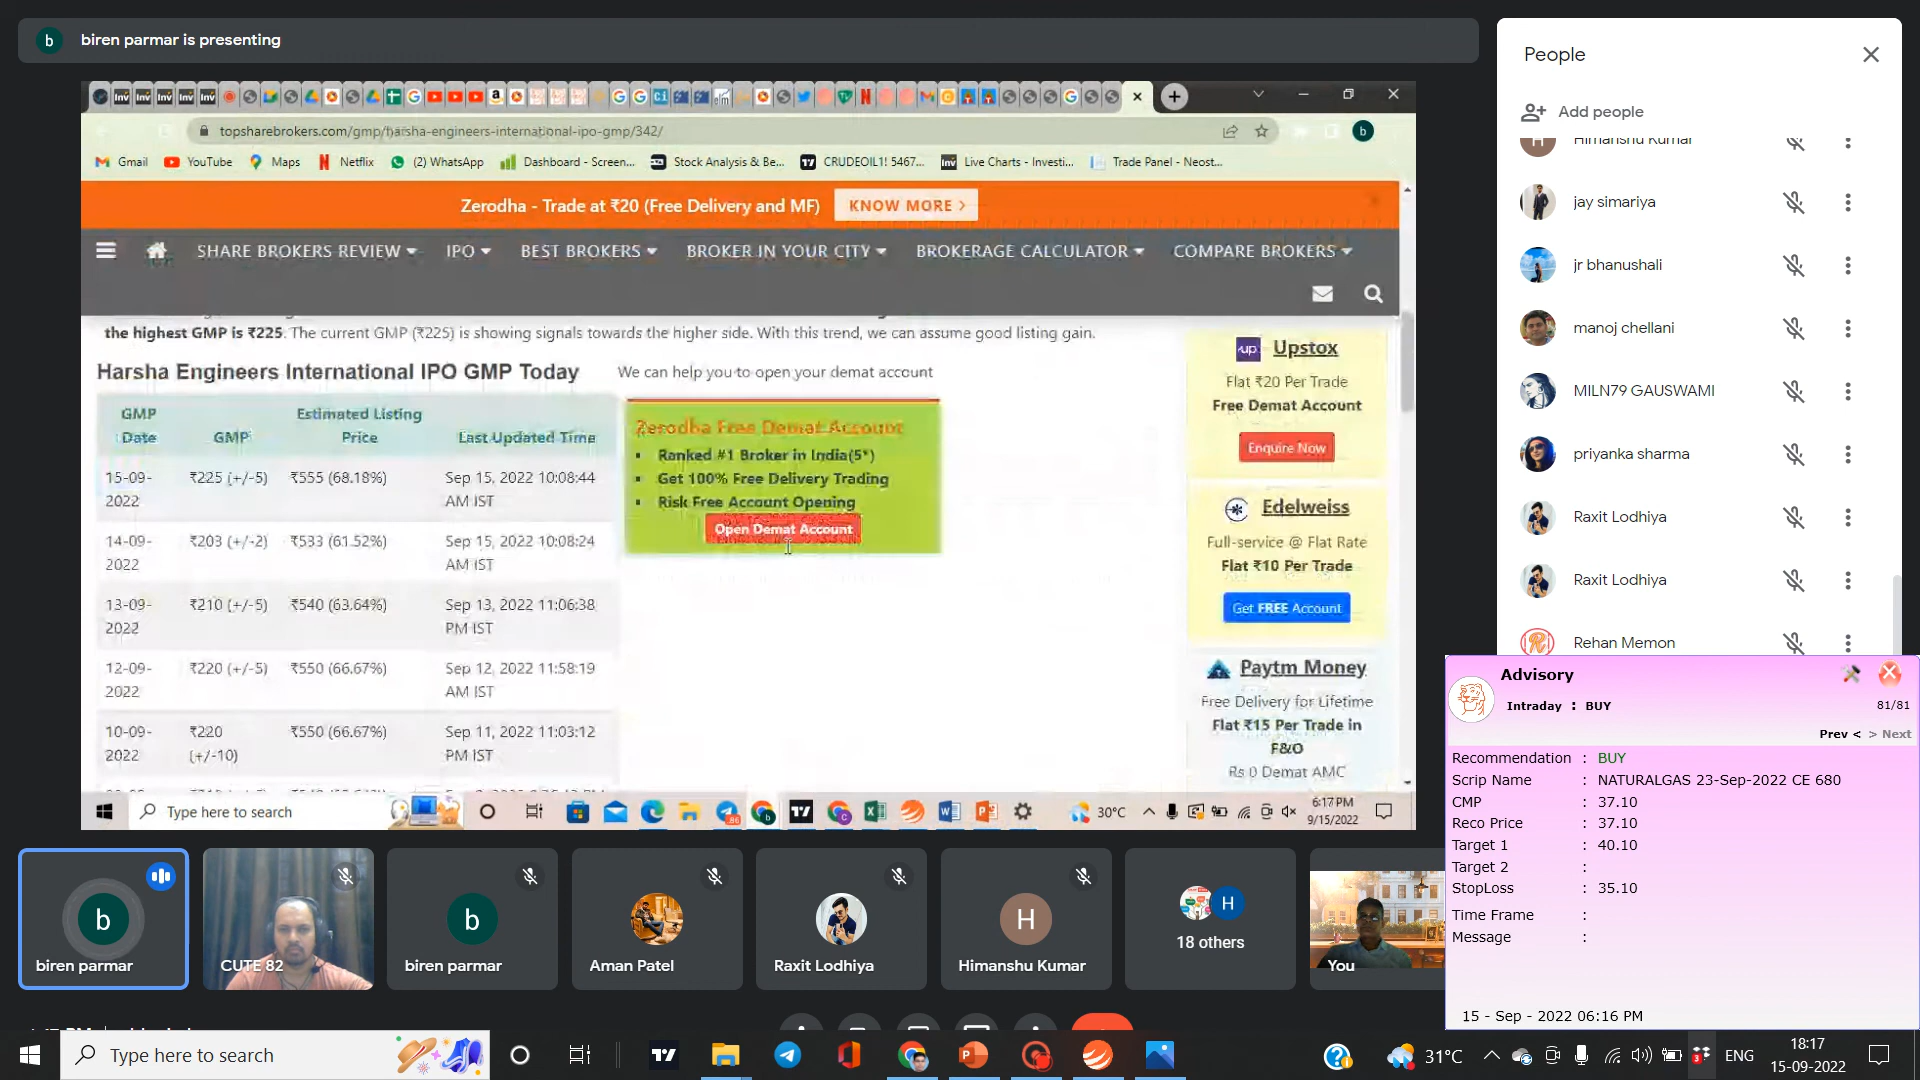 b biren parmar is presenting
topsharebrokers.com/gmp/harsha-engineers-international-ipo-gmp/342/
b
Gmail YouTube Maps Netflix (2) WhatsApp Dashboard - Screen... Stock Analysis & Be... CRUDEOIL1! 5467... Live Charts - Investi... Trade Panel - Neost...
Zerodha - Trade at ₹20 (Free Delivery and MF) KNOW MORE >
SHARE BROKERS REVIEW IPO BEST BROKERS BROKER IN YOUR CITY BROKERAGE CALCULATOR COMPARE BROKERS
the highest GMP is ₹225. The current GMP (₹225) is showing signals towards the higher side. With this trend, we can assume good listing gain.
Harsha Engineers International IPO GMP Today
GMP Date GMP Estimated Listing Price Last Updated Time
15-09-2022 ₹225 (+/-5) ₹555 (68.18%) Sep 15, 2022 10:08:44 AM IST
14-09-2022 ₹203 (+/-2) ₹533 (61.52%) Sep 15, 2022 10:08:24 AM IST
13-09-2022 ₹210 (+/-5) ₹540 (63.64%) Sep 13, 2022 11:06:38 PM IST
12-09-2022 ₹220 (+/-5) ₹550 (66.67%) Sep 12, 2022 11:58:19 AM IST
10-09-2022 ₹220 (+/-10) ₹550 (66.67%) Sep 11, 2022 11:03:12 PM IST
We can help you to open your demat account
Zerodha Free Demat Account
Ranked #1 Broker in India(5*)
Get 100% Free Delivery Trading
Risk Free Account Opening
Open Demat Account
up Upstox
Flat ₹20 Per Trade
Free Demat Account
Enquire Now
Edelweiss
Full-service @ Flat Rate
Flat ₹10 Per Trade
Get FREE Account
Paytm Money
Free Delivery for Lifetime
Flat ₹15 Per Trade in
F&O
Rs 0 Demat AMC
Type here to search
30°C
6:17 PM
9/15/2022
People
Add people
Himanshu Kumar
jay simariya
jr bhanushali
manoj chellani
MILN79 GAUSWAMI
priyanka sharma
Raxit Lodhiya
Raxit Lodhiya
Rehan Memon
Advisory
Intraday : BUY 81/81
Prev < > Next
Recommendation : BUY
Scrip Name : NATURALGAS 23-Sep-2022 CE 680
CMP : 37.10
Reco Price : 37.10
Target 1 : 40.10
Target 2 :
StopLoss : 35.10
Time Frame :
Message :
15 - Sep - 2022 06:16 PM
b
biren parmar
CUTE 82
b
biren parmar
Aman Patel
Raxit Lodhiya
H
Himanshu Kumar
H
18 others
You
Type here to search
31°C
ENG
18:17
15-09-2022